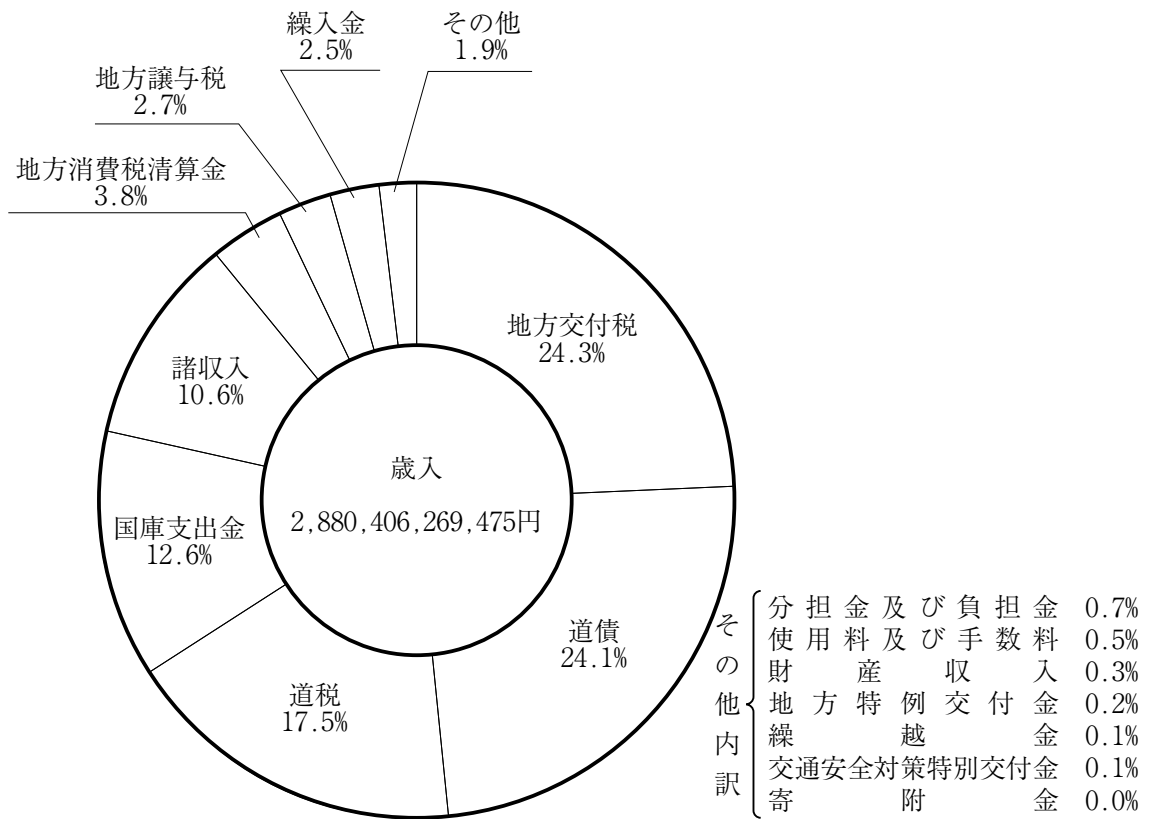 繰入金
2.5%
その他
1.9%
地方譲与税
2.7%
地方消費税清算金
3.8%
地方交付税
24.3%
諸収入
10.6%
歳入
2,880,406,269,475円
国庫支出金
12.6%
道債
24.1%
道税
17.5%
その他内訳
分担金及び負担金 0.7%
使用料及び手数料 0.5%
財産収入 0.3%
地方特例交付金 0.2%
繰越金 0.1%
交通安全対策特別交付金 0.1%
寄附金 0.0%